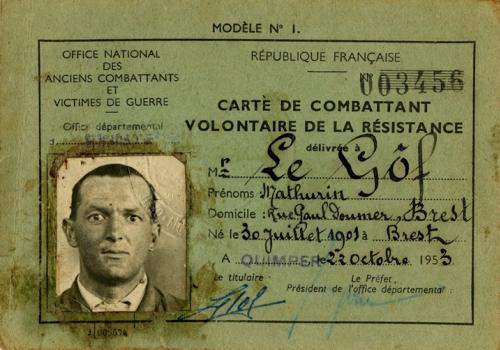 MODÈLE N° 1.
OFFICE NATIONAL
DES
ANCIENS COMBATTANTS
ET
VICTIMES DE GUERRE
Office départemental
d
RÉPUBLIQUE FRANÇAISE
N° 003456
CARTE DE COMBATTANT
VOLONTAIRE DE LA RÉSISTANCE
délivrée à
Mr Le Gôf
Prénoms : Mathurin
Domicile : Rue Paul Doumer, Brest
Né le 30 Juillet 1901 à Brest
A QUIMPER, le 22 Octobre 1953
Le titulaire : Le Préfet,
Président de l'office départemental :